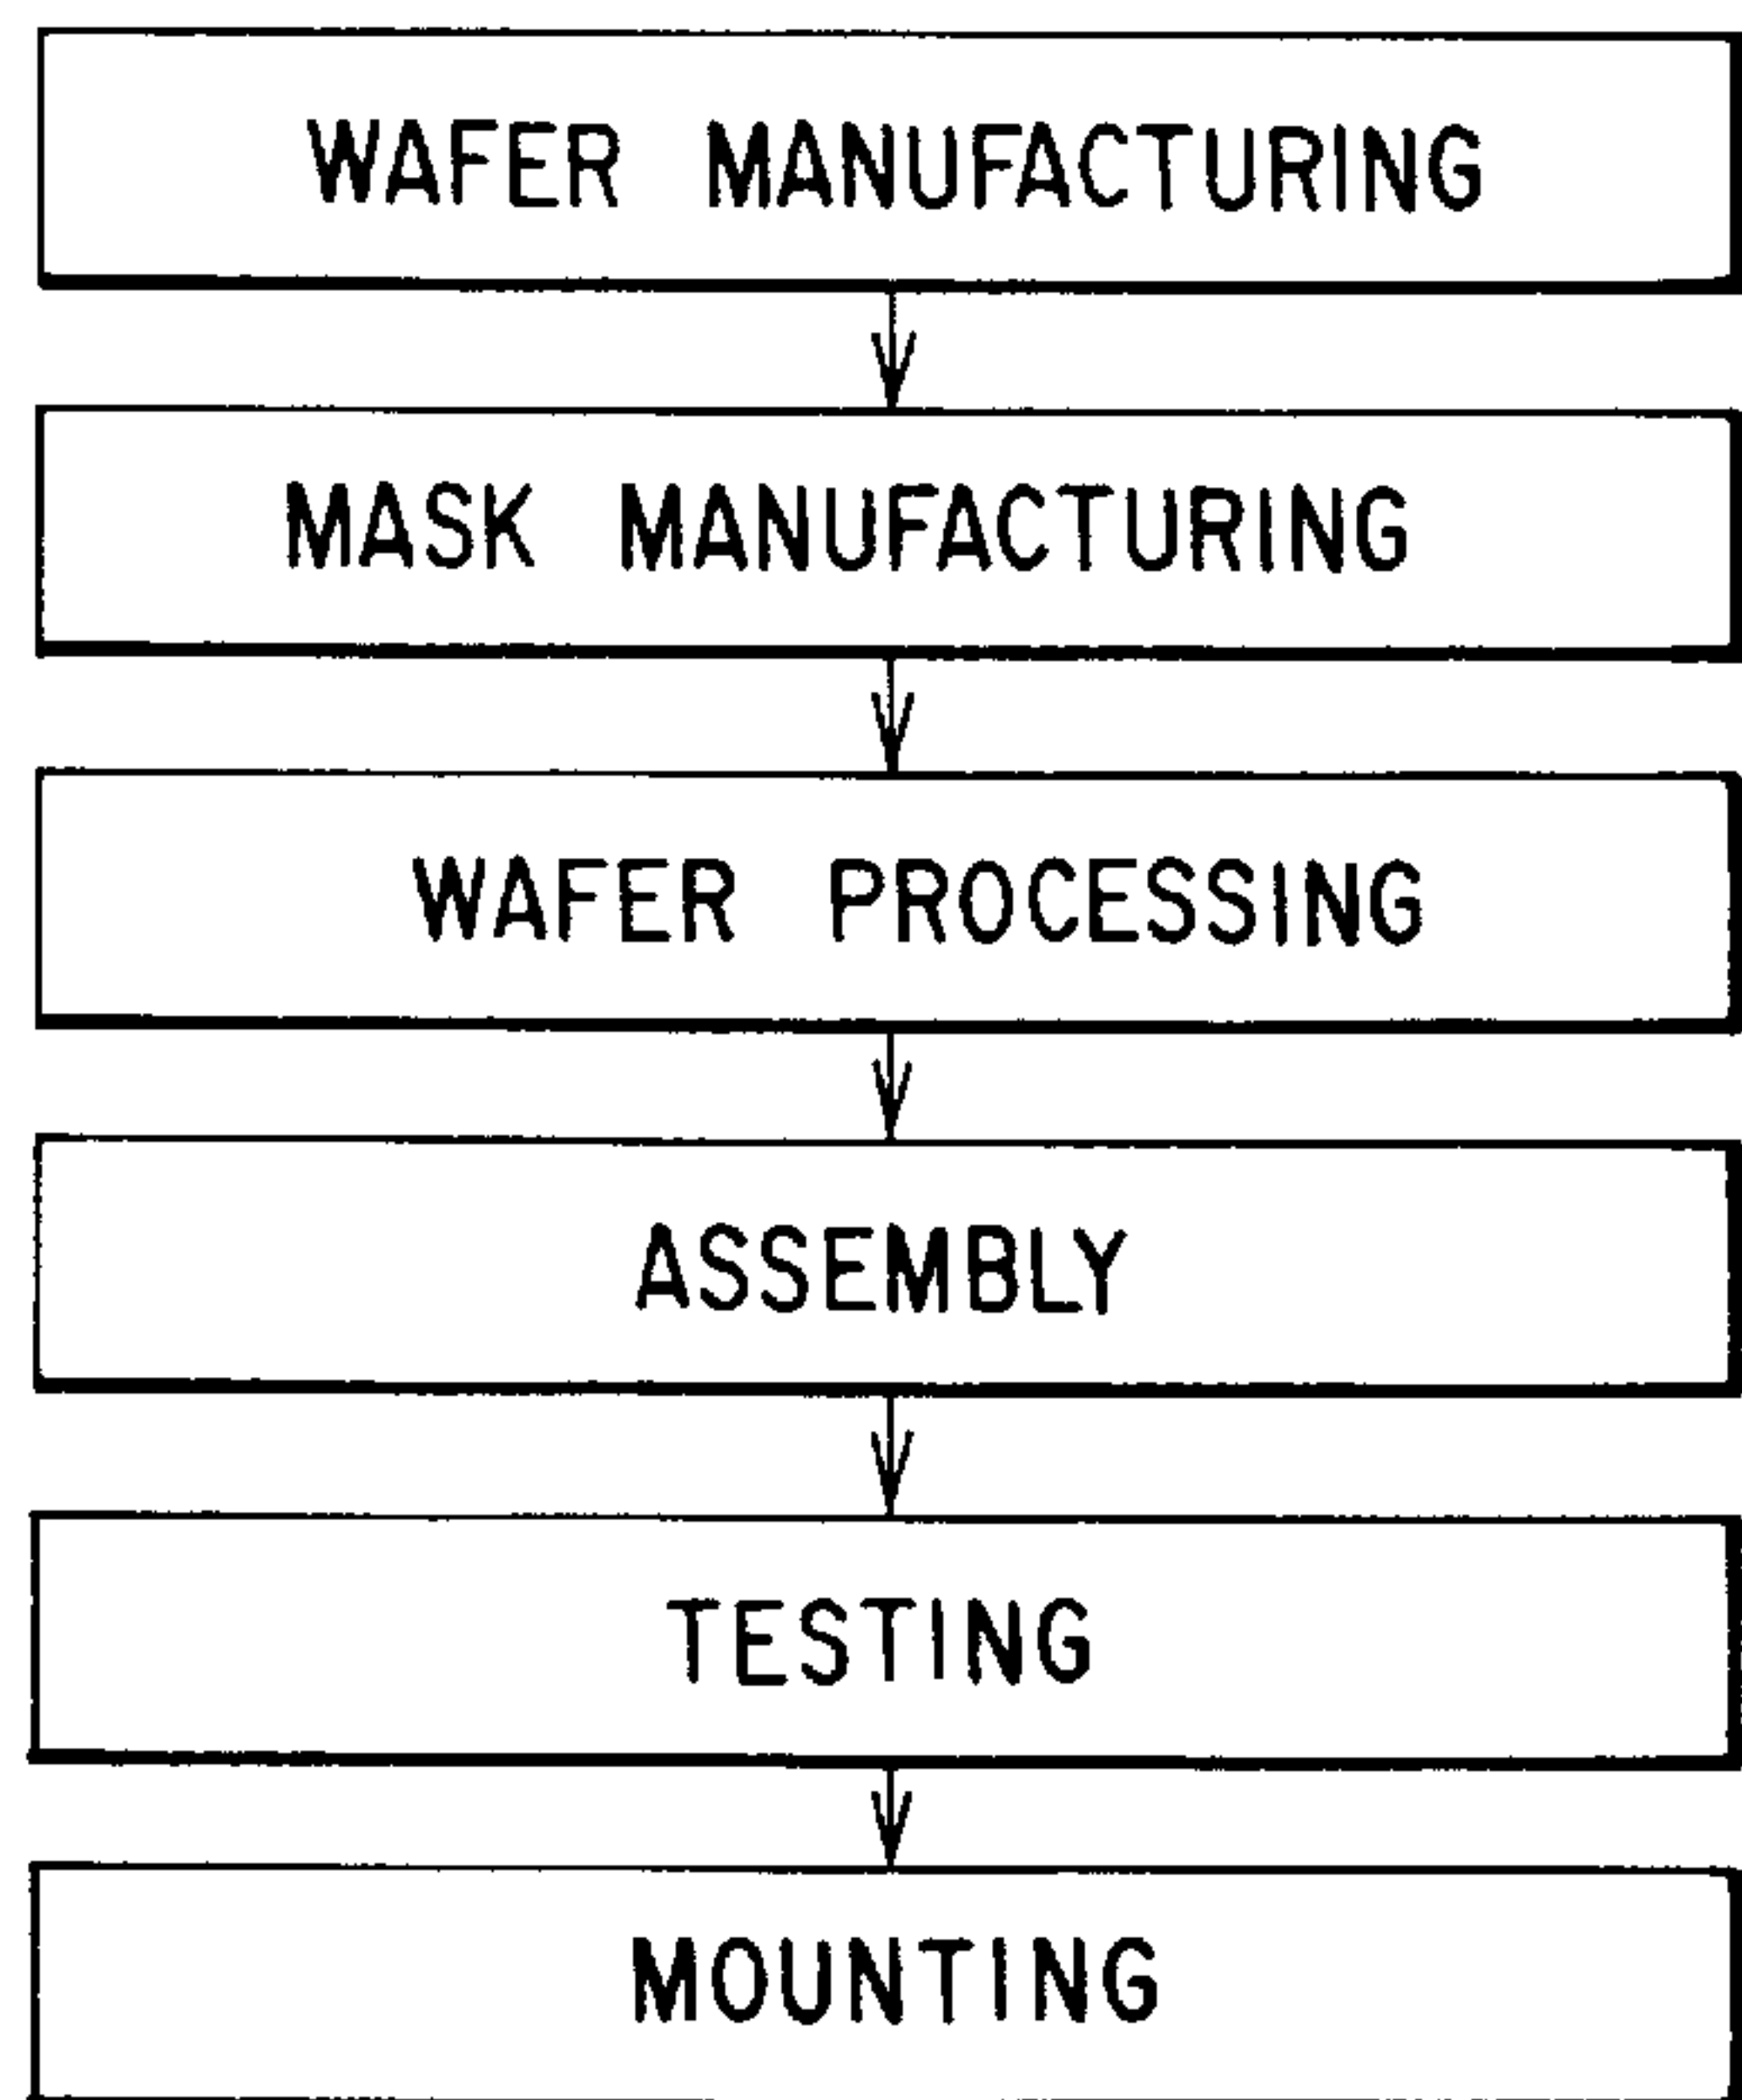 WAFER MANUFACTURING
MASK MANUFACTURING
WAFER PROCESSING
ASSEMBLY
TESTING
MOUNTING